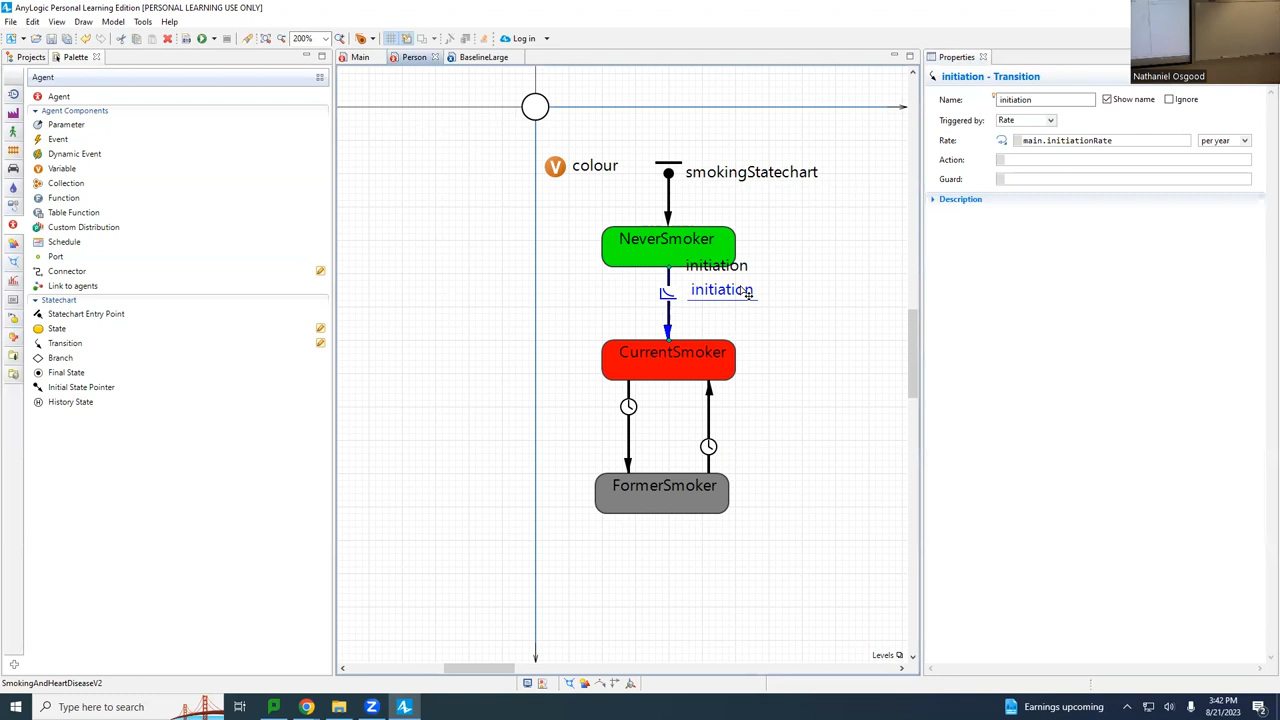 AnyLogic Personal Learning Edition [PERSONAL LEARNING USE ONLY]
File Edit View Draw Model Tools Help
200% Log in
Projects Palette
Main Person BaselineLarge
Properties
Agent
Agent
Agent Components
Parameter
Event
Dynamic Event
Variable
Collection
Function
Table Function
Custom Distribution
Schedule
Port
Connector
Link to agents
Statechart
Statechart Entry Point
State
Transition
Branch
Final State
Initial State Pointer
History State
V colour
smokingStatechart
NeverSmoker
initiation
initiation
CurrentSmoker
FormerSmoker
Levels
initiation - Transition
Name: initiation Show name Ignore
Triggered by: Rate
Rate: main.initiationRate per year
Action:
Guard:
Description
Nathaniel Osgood
SmokingAndHeartDiseaseV2
Type here to search
Earnings upcoming
3:42 PM
8/21/2023
2